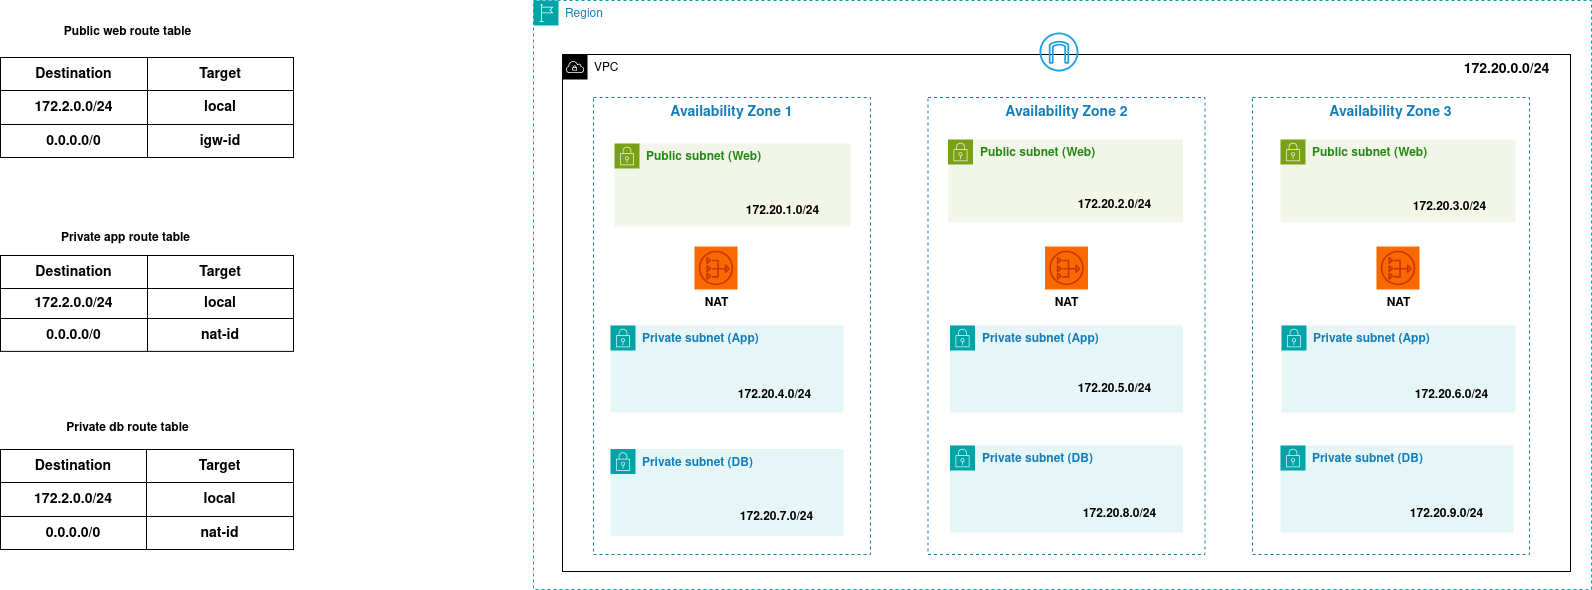 Public web route table
Destination Target
172.2.0.0/24 local
0.0.0.0/0 igw-id
Private app route table
Destination Target
172.2.0.0/24 local
0.0.0.0/0 nat-id
Private db route table
Destination Target
172.2.0.0/24 local
0.0.0.0/0 nat-id
Region
VPC
172.20.0.0/24
Availability Zone 1
Public subnet (Web)
172.20.1.0/24
NAT
Private subnet (App)
172.20.4.0/24
Private subnet (DB)
172.20.7.0/24
Availability Zone 2
Public subnet (Web)
172.20.2.0/24
NAT
Private subnet (App)
172.20.5.0/24
Private subnet (DB)
172.20.8.0/24
Availability Zone 3
Public subnet (Web)
172.20.3.0/24
NAT
Private subnet (App)
172.20.6.0/24
Private subnet (DB)
172.20.9.0/24